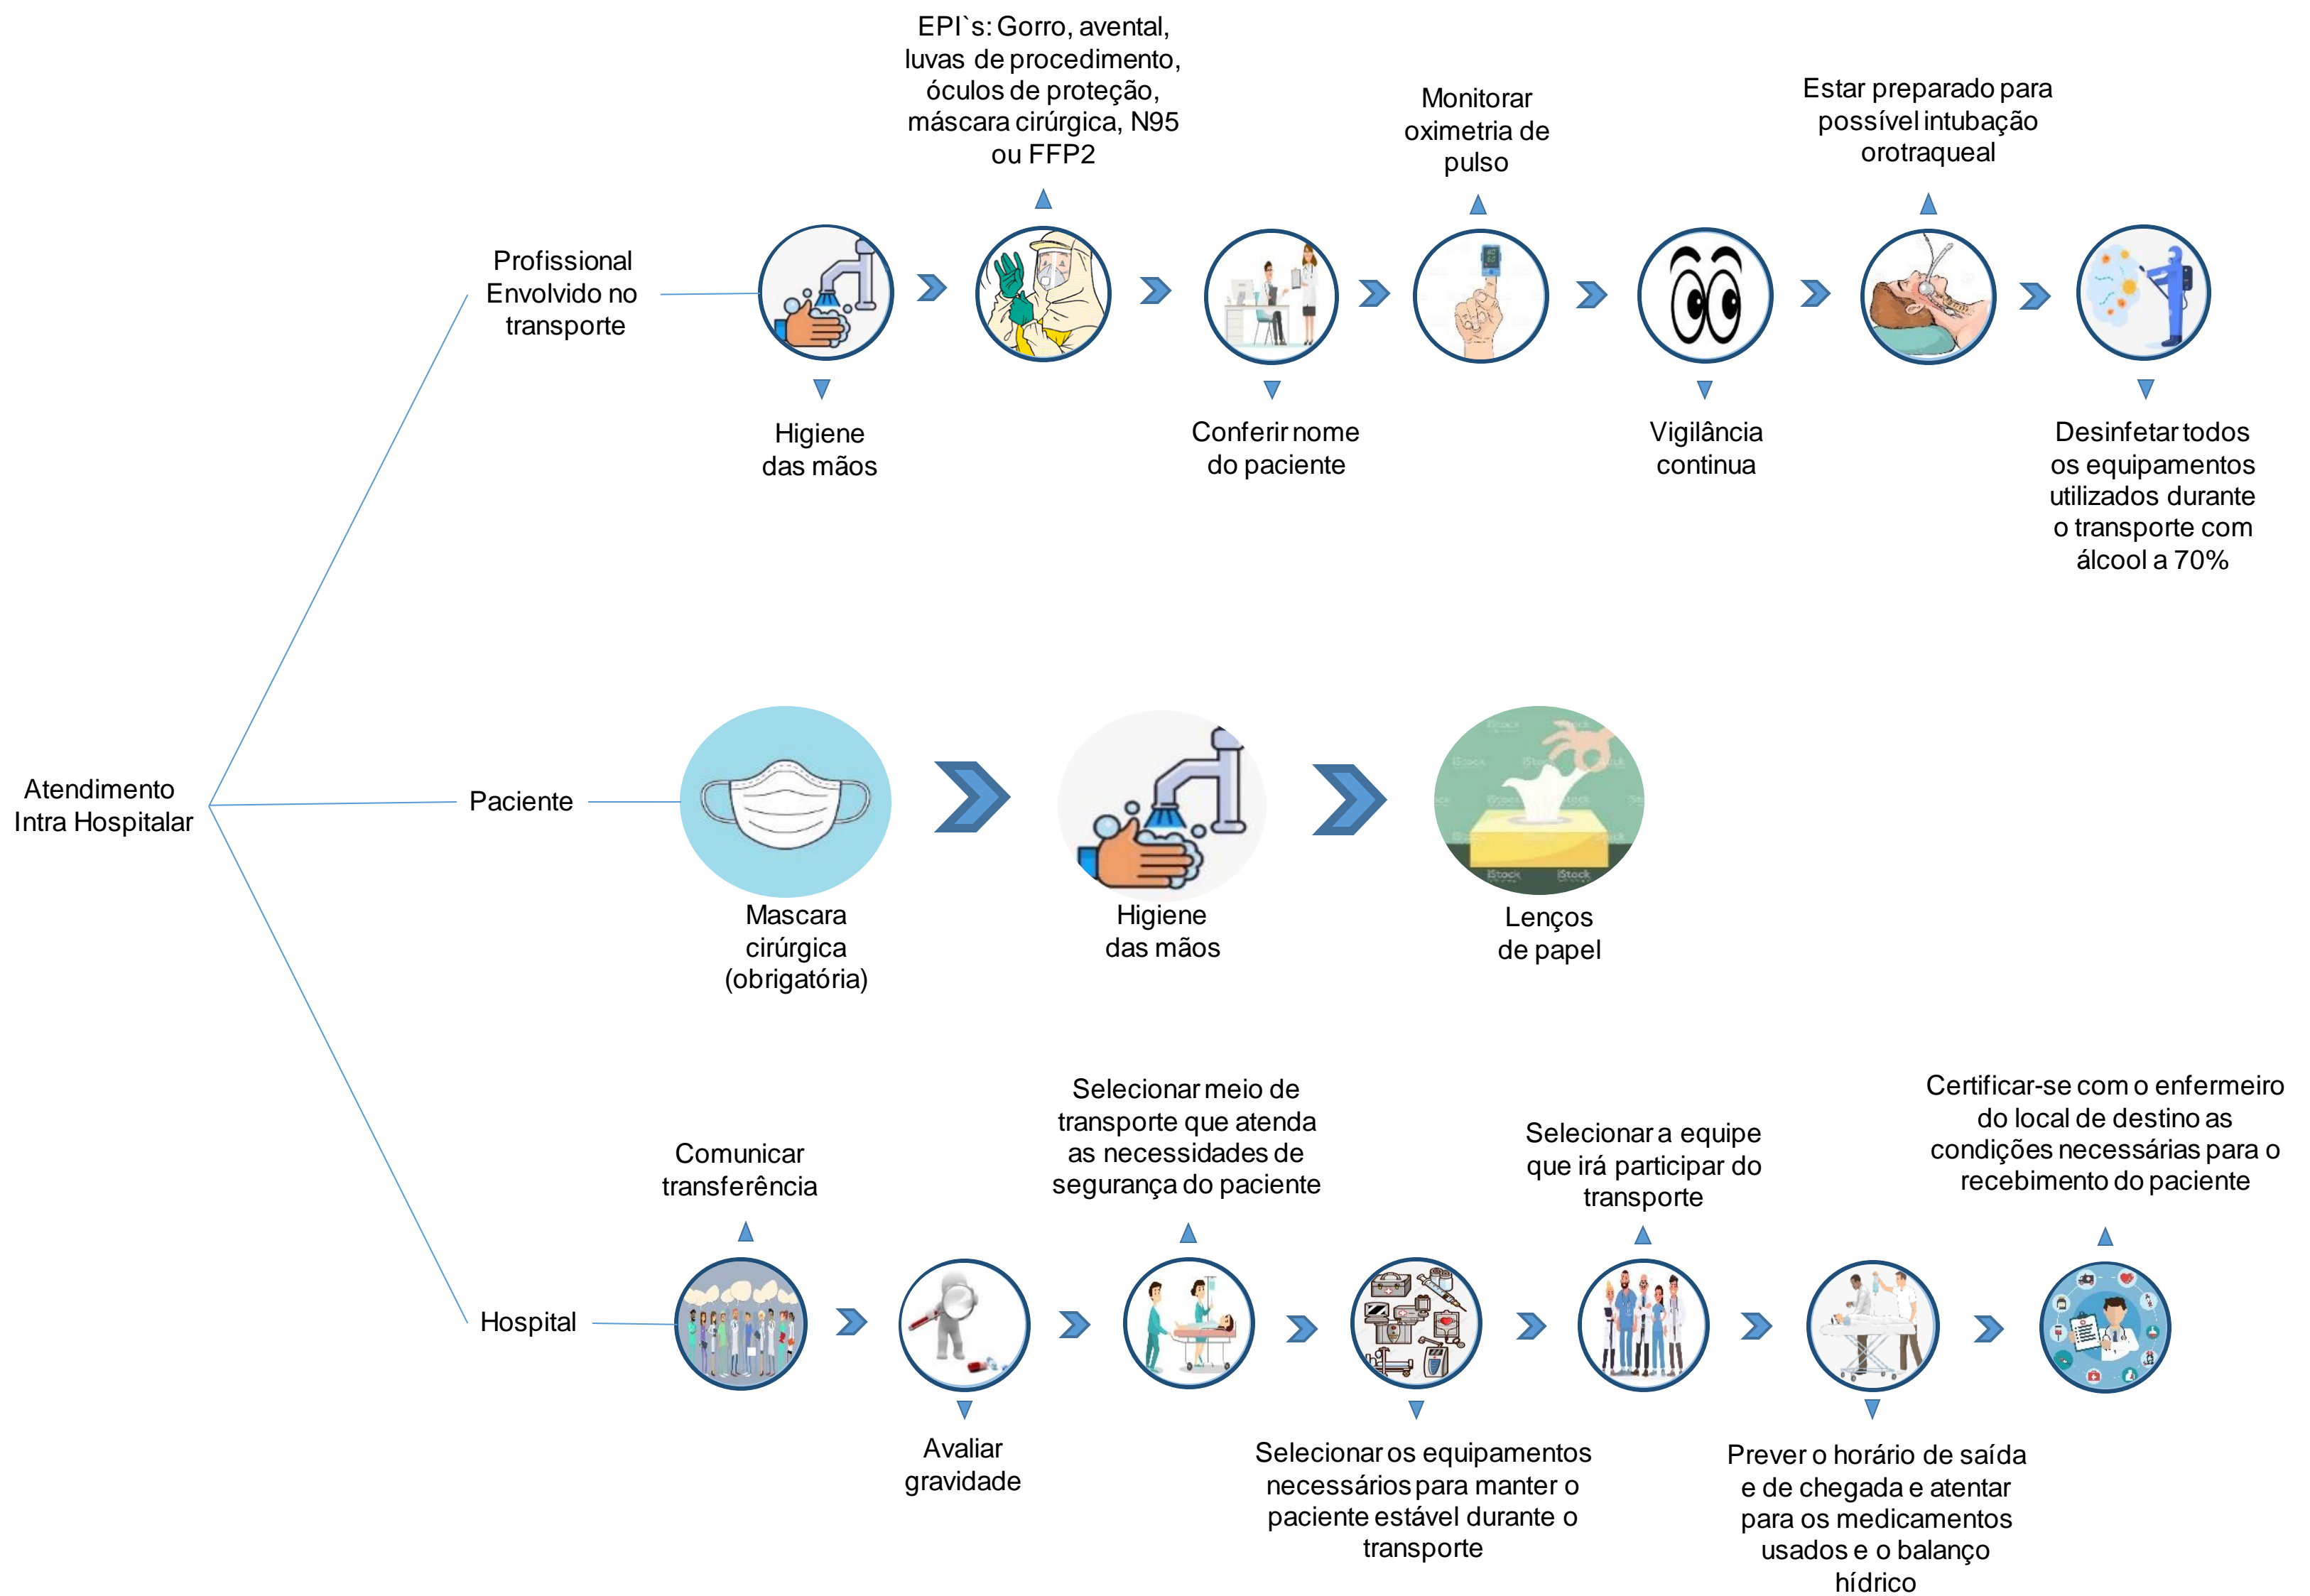 EPI`s: Gorro, avental,
luvas de procedimento,
óculos de proteção,
máscara cirúrgica, N95
ou FFP2
Monitorar
oximetria de
pulso
Estar preparado para
possível intubação
orotraqueal
Profissional
Envolvido no
transporte
Higiene
das mãos
Conferir nome
do paciente
Vigilância
continua
Desinfetar todos
os equipamentos
utilizados durante
o transporte com
álcool a 70%
Atendimento
Intra Hospitalar
Paciente
Mascara
cirúrgica
(obrigatória)
Higiene
das mãos
iStock
iStock
iStock
iStock
Lenços
de papel
Comunicar
transferência
Selecionar meio de
transporte que atenda
as necessidades de
segurança do paciente
Selecionar a equipe
que irá participar do
transporte
Certificar-se com o enfermeiro
do local de destino as
condições necessárias para o
recebimento do paciente
Hospital
Avaliar
gravidade
Selecionar os equipamentos
necessários para manter o
paciente estável durante o
transporte
Prever o horário de saída
e de chegada e atentar
para os medicamentos
usados e o balanço
hídrico